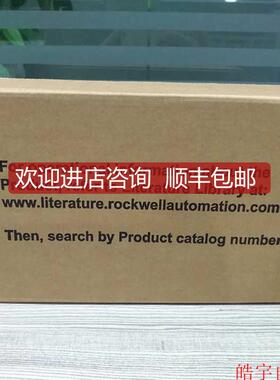 For
欢迎进店咨询 顺丰包邮
www.literature.rockwellautomation.com
Then, search by Product catalog number
皓宇